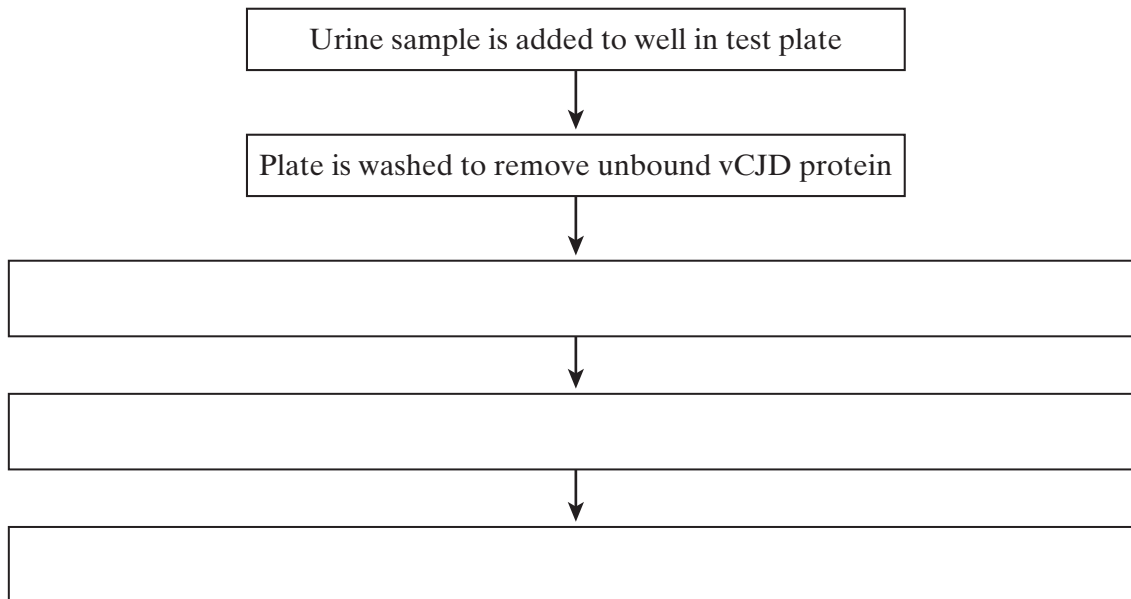 Urine sample is added to well in test plate
Plate is washed to remove unbound vCJD protein